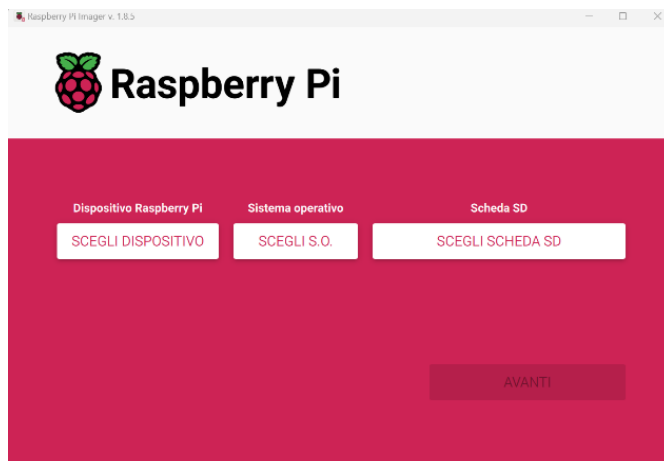 Raspberry Pi Imager v. 1.8.5
Raspberry Pi
Dispositivo Raspberry Pi Sistema operativo Scheda SD
SCEGLI DISPOSITIVO SCEGLI S.O. SCEGLI SCHEDA SD
AVANTI